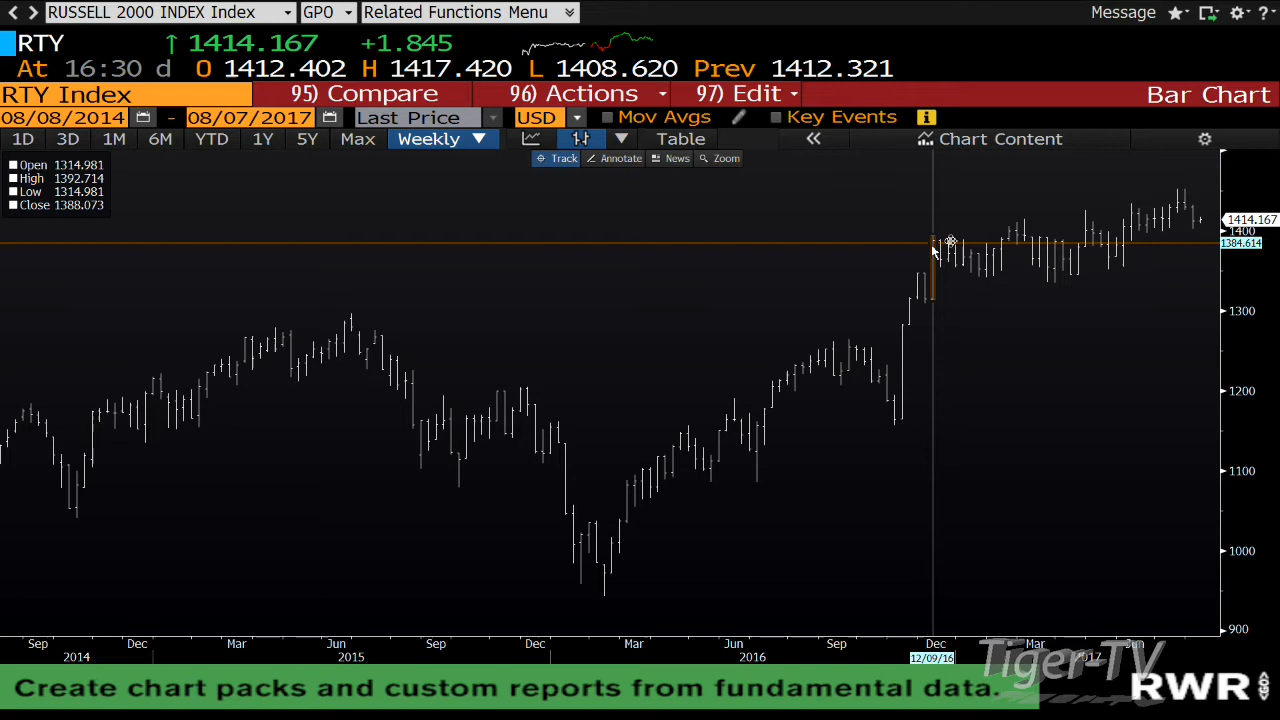 RUSSELL 2000 INDEX Index GPO Related Functions Menu Message ?
RTY ↑ 1414.167 +1.845
At 16:30 d O 1412.402 H 1417.420 L 1408.620 Prev 1412.321
RTY Index 95) Compare 96) Actions 97) Edit Bar Chart
08/08/2014 - 08/07/2017 Last Price USD Mov Avgs Key Events i
1D 3D 1M 6M YTD 1Y 5Y Max Weekly ▼ Table « Chart Content
Track Annotate News Zoom
Open 1314.981
High 1392.714
Low 1314.981
Close 1388.073
1414.167
1400
1384.614
1300
1200
1100
1000
900
Sep Dec Mar Jun Sep Dec Mar Jun Sep Dec Mar Jun
2014 2015 2016 12/09/16 2017
Tiger-TV
Create chart packs and custom reports from fundamental data.
RWR <GO>